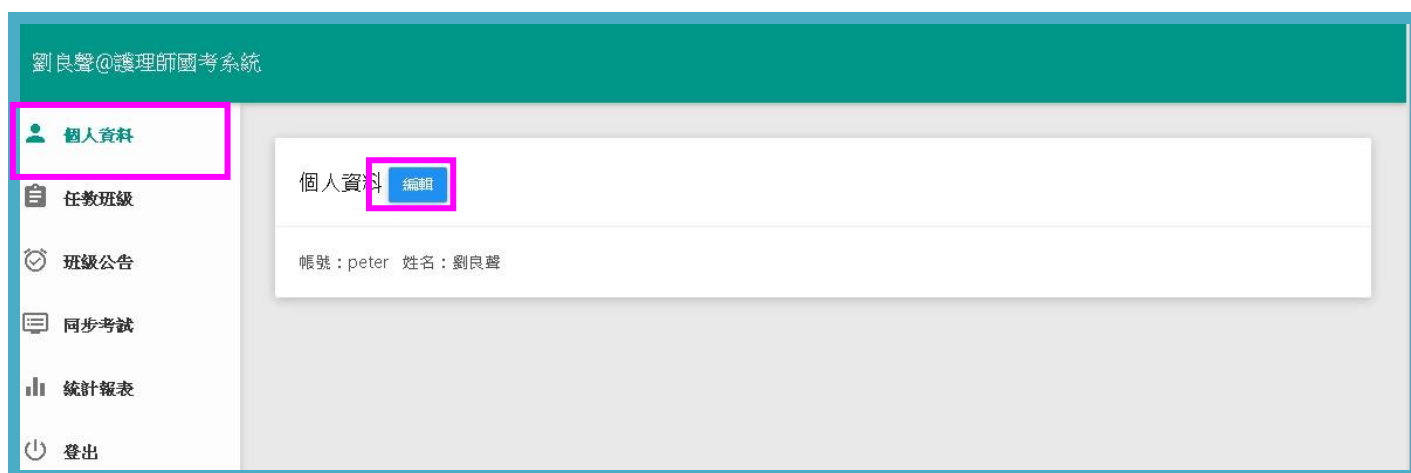 劉良聲@護理師國考系統
個人資料
任教班級
班級公告
同步考試
統計報表
登出
個人資料 編輯
帳號：peter 姓名：劉良聲